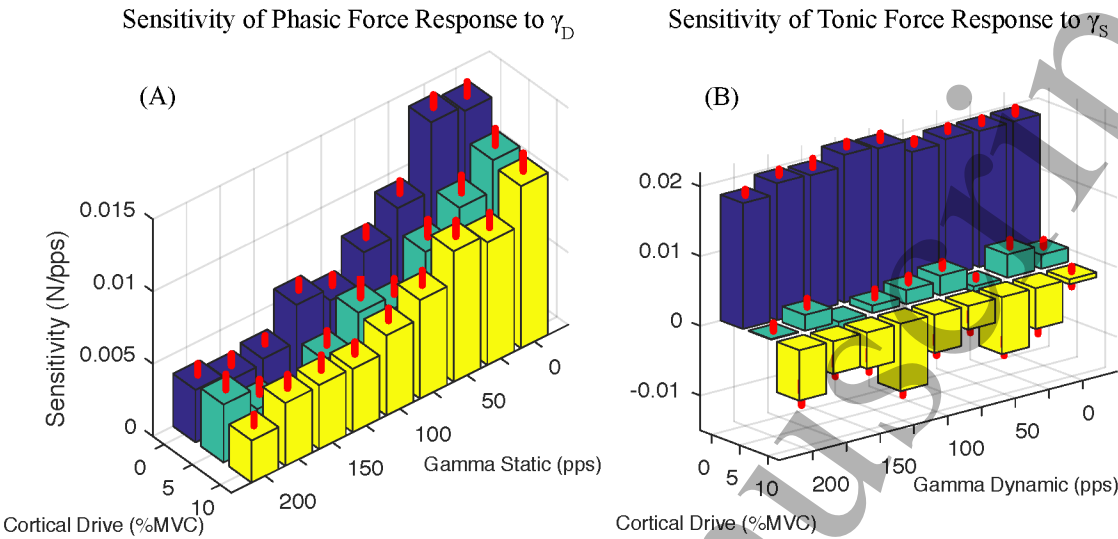 Sensitivity of Phasic Force Response to γD
Sensitivity of Tonic Force Response to γS
(A)
(B)
Sensitivity (N/pps)
0.015
0.01
0.005
0
0
5
10
200
150
100
50
0
Gamma Static (pps)
Cortical Drive (%MVC)
0.02
0.01
0
-0.01
0
5
10
200
150
100
50
0
Gamma Dynamic (pps)
Cortical Drive (%MVC)